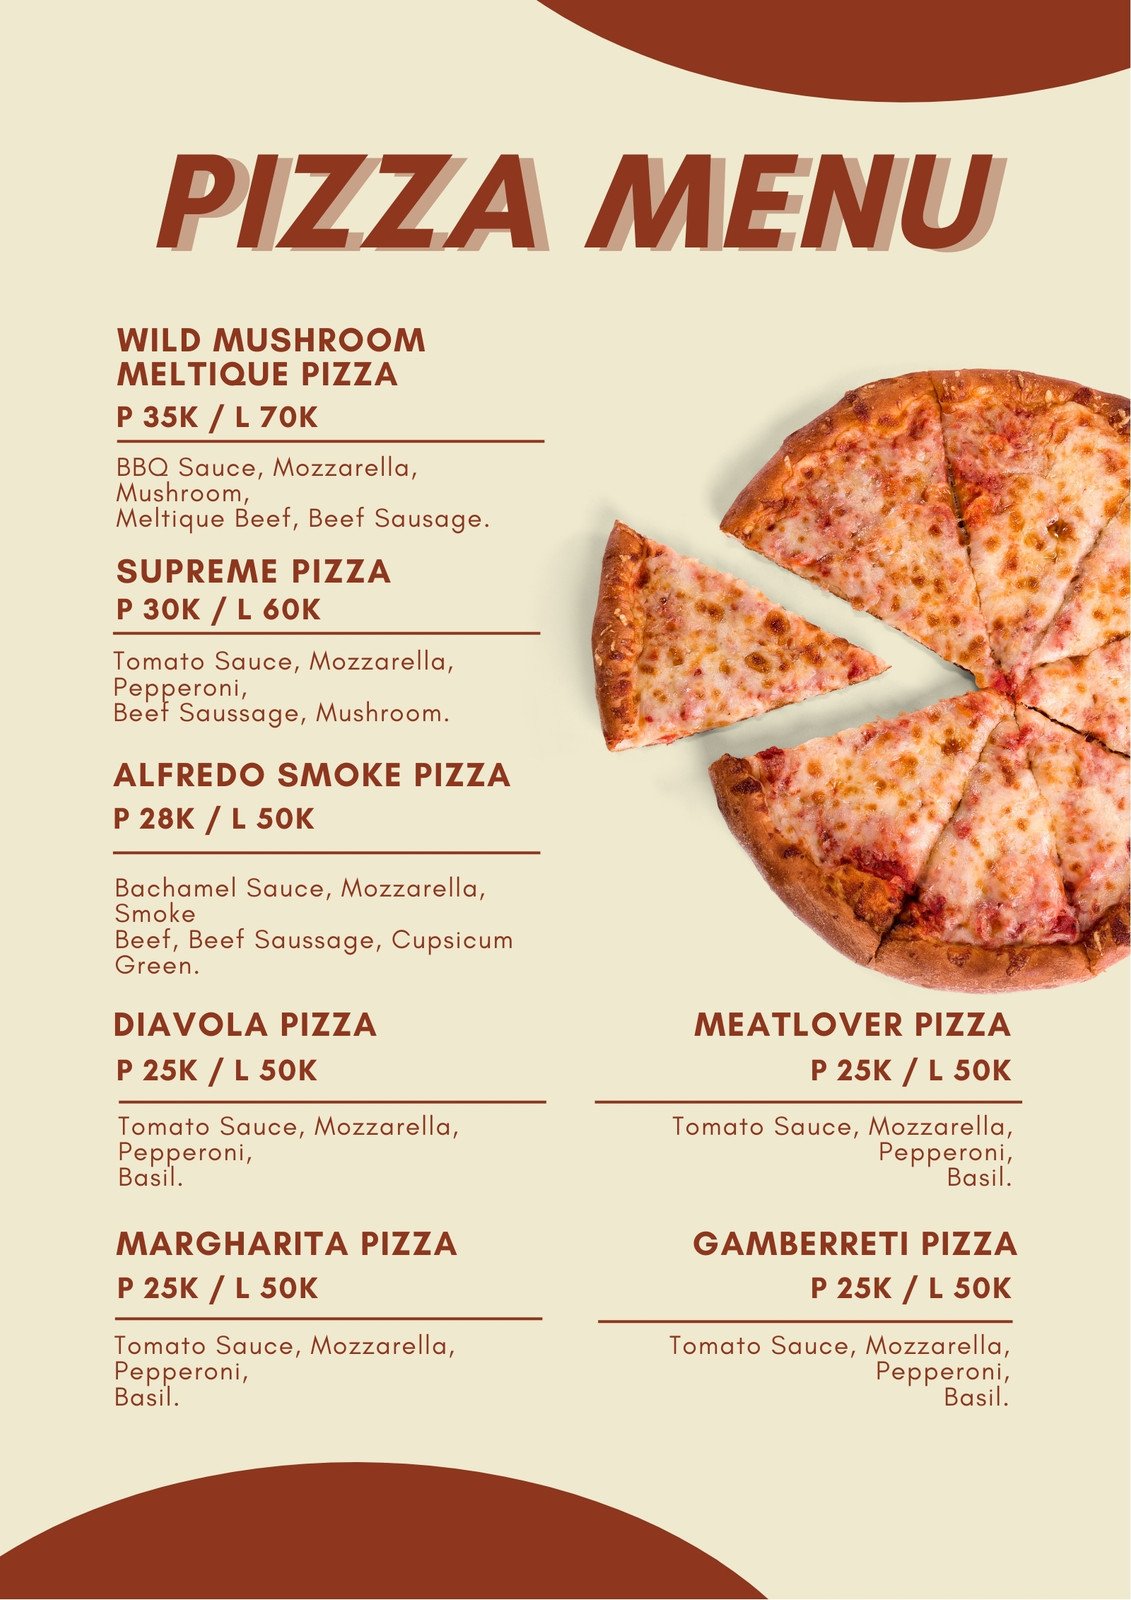 PIZZA MENU
WILD MUSHROOM
MELTIQUE PIZZA
P 35K / L 70K
BBQ Sauce, Mozzarella,
Mushroom,
Meltique Beef, Beef Sausage.
SUPREME PIZZA
P 30K / L 60K
Tomato Sauce, Mozzarella,
Pepperoni,
Beef Saussage, Mushroom.
ALFREDO SMOKE PIZZA
P 28K / L 50K
Bachamel Sauce, Mozzarella,
Smoke
Beef, Beef Saussage, Cupsicum
Green.
DIAVOLA PIZZA
P 25K / L 50K
Tomato Sauce, Mozzarella,
Pepperoni,
Basil.
MEATLOVER PIZZA
P 25K / L 50K
Tomato Sauce, Mozzarella,
Pepperoni,
Basil.
MARGHARITA PIZZA
P 25K / L 50K
Tomato Sauce, Mozzarella,
Pepperoni,
Basil.
GAMBERRETI PIZZA
P 25K / L 50K
Tomato Sauce, Mozzarella,
Pepperoni,
Basil.